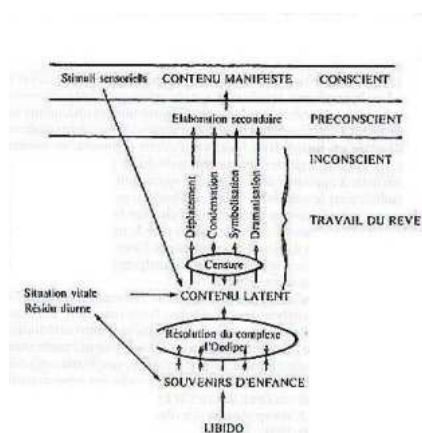 Stimuli sensoriels CONTENU MANIFESTE CONSCIENT
Elaboration secondaire PRÉCONSCIENT
INCONSCIENT
Déplacement
Condensation
Symbolisation
Dramatisation
TRAVAIL DU REVE
Censure
Situation vitale
Résidu diurne
CONTENU LATENT
Résolution du complexe
d'Oedipe
SOUVENIRS D'ENFANCE
LIBIDO